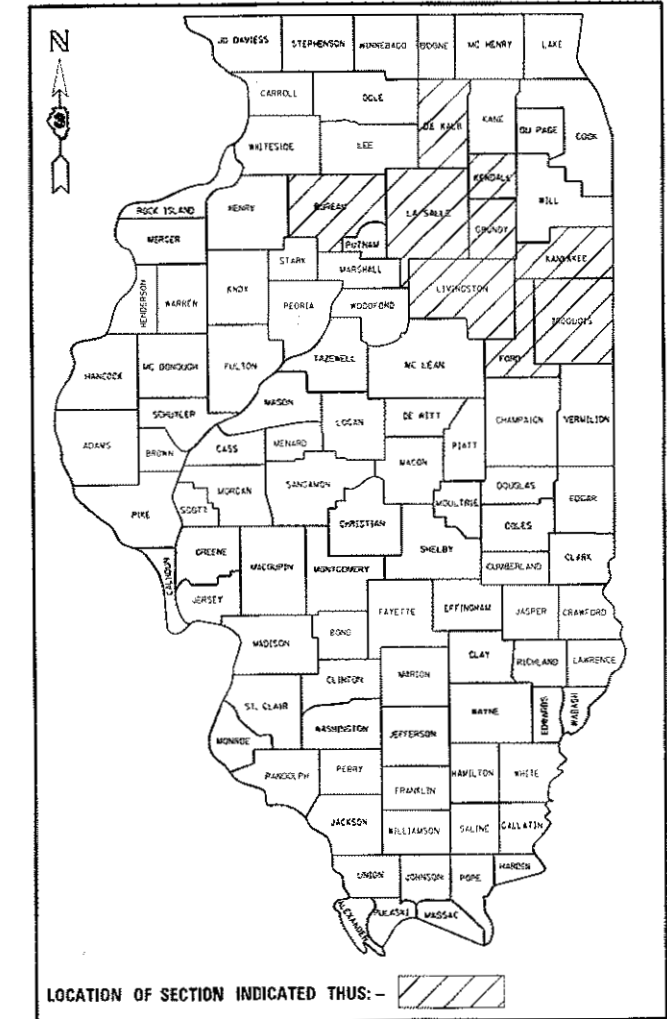 N
JO DAVIESS STEPHENSON WINNEBAGO BOONE MC HENRY LAKE
CARROLL OGLE DE KALB KANE DU PAGE COOK
WHITESIDE LEE KENDALL WILL
ROCK ISLAND HENRY BUREAU LA SALLE GRUNDY
MERCER STARK PUTNAM KANKAKEE
HENDERSON WARREN KNOX MARSHALL LIVINGSTON IROQUOIS
PEORIA WOODFORD FORD
HANCOCK MC DONOUGH FULTON TAZEWELL MC LEAN
SCHUYLER MASON LOGAN DE WITT CHAMPAIGN VERMILION
ADAMS BROWN CASS MENARD PIATT
MACON
PIKE SCOTT MORGAN SANGAMON MOULTRIE DOUGLAS EDGAR
CHRISTIAN COLES
CALHOUN GREENE MACOUPIN MONTGOMERY SHELBY CUMBERLAND CLARK
JERSEY FAYETTE EFFINGHAM JASPER CRAWFORD
MADISON BOND
CLAY RICHLAND LAWRENCE
CLINTON MARION
ST. CLAIR WAYNE EDWARDS WABASH
MONROE WASHINGTON JEFFERSON
RANDOLPH PERRY HAMILTON WHITE
FRANKLIN
JACKSON WILLIAMSON SALINE GALLATIN
UNION JOHNSON POPE HARDIN
ALEXANDER PULASKI MASSAC
LOCATION OF SECTION INDICATED THUS: -